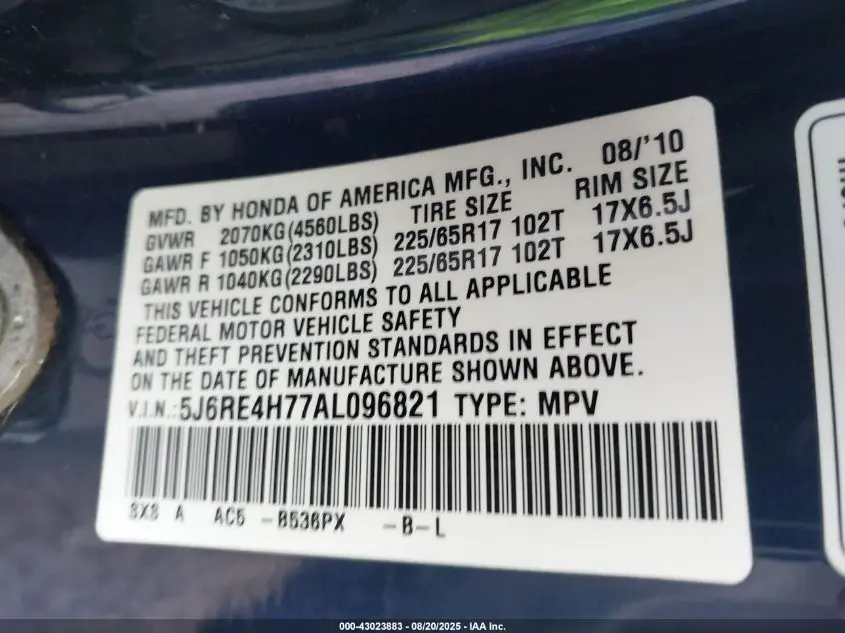 MFD. BY HONDA OF AMERICA MFG., INC. 08/'10
GVWR 2070KG(4560LBS) TIRE SIZE RIM SIZE
GAWR F 1050KG(2310LBS) 225/65R17 102T 17X6.5J
GAWR R 1040KG(2290LBS) 225/65R17 102T 17X6.5J
THIS VEHICLE CONFORMS TO ALL APPLICABLE
FEDERAL MOTOR VEHICLE SAFETY
AND THEFT PREVENTION STANDARDS IN EFFECT
ON THE DATE OF MANUFACTURE SHOWN ABOVE.
V.I.N.:5J6RE4H77AL096821 TYPE: MPV
SXS A AC5 -B536PX -B-L
000-43023883 - 08/20/2025 - IAA Inc.